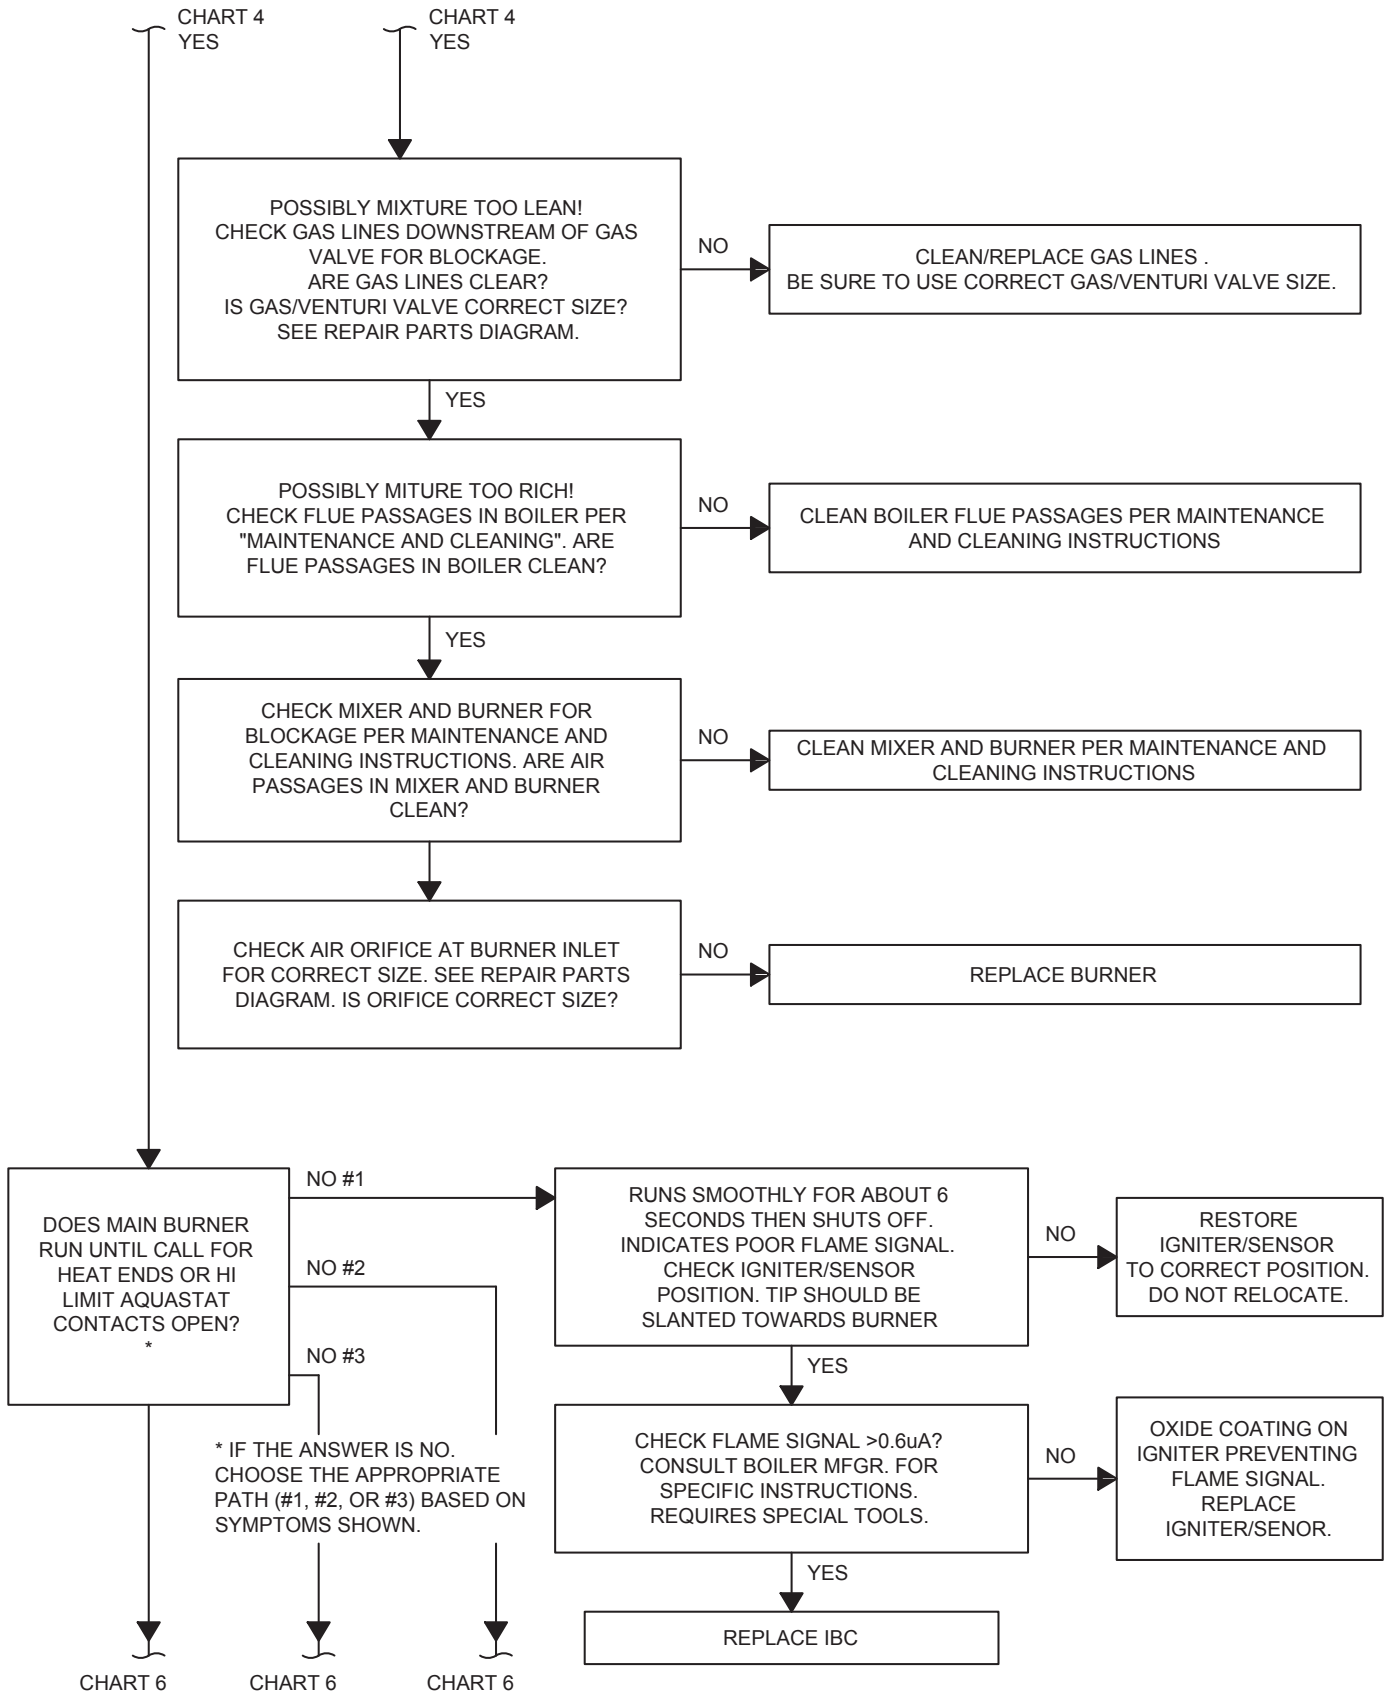 CHART 4
YES
CHART 4
YES
POSSIBLY MIXTURE TOO LEAN!
CHECK GAS LINES DOWNSTREAM OF GAS
VALVE FOR BLOCKAGE.
ARE GAS LINES CLEAR?
IS GAS/VENTURI VALVE CORRECT SIZE?
SEE REPAIR PARTS DIAGRAM.
NO
CLEAN/REPLACE GAS LINES .
BE SURE TO USE CORRECT GAS/VENTURI VALVE SIZE.
YES
POSSIBLY MITURE TOO RICH!
CHECK FLUE PASSAGES IN BOILER PER
"MAINTENANCE AND CLEANING". ARE
FLUE PASSAGES IN BOILER CLEAN?
NO
CLEAN BOILER FLUE PASSAGES PER MAINTENANCE
AND CLEANING INSTRUCTIONS
YES
CHECK MIXER AND BURNER FOR
BLOCKAGE PER MAINTENANCE AND
CLEANING INSTRUCTIONS. ARE AIR
PASSAGES IN MIXER AND BURNER
CLEAN?
NO
CLEAN MIXER AND BURNER PER MAINTENANCE AND
CLEANING INSTRUCTIONS
CHECK AIR ORIFICE AT BURNER INLET
FOR CORRECT SIZE. SEE REPAIR PARTS
DIAGRAM. IS ORIFICE CORRECT SIZE?
NO
REPLACE BURNER
DOES MAIN BURNER
RUN UNTIL CALL FOR
HEAT ENDS OR HI
LIMIT AQUASTAT
CONTACTS OPEN?
*
NO #1
NO #2
NO #3
RUNS SMOOTHLY FOR ABOUT 6
SECONDS THEN SHUTS OFF.
INDICATES POOR FLAME SIGNAL.
CHECK IGNITER/SENSOR
POSITION. TIP SHOULD BE
SLANTED TOWARDS BURNER
NO
RESTORE
IGNITER/SENSOR
TO CORRECT POSITION.
DO NOT RELOCATE.
YES
* IF THE ANSWER IS NO.
CHOOSE THE APPROPRIATE
PATH (#1, #2, OR #3) BASED ON
SYMPTOMS SHOWN.
CHECK FLAME SIGNAL >0.6uA?
CONSULT BOILER MFGR. FOR
SPECIFIC INSTRUCTIONS.
REQUIRES SPECIAL TOOLS.
NO
OXIDE COATING ON
IGNITER PREVENTING
FLAME SIGNAL.
REPLACE
IGNITER/SENOR.
YES
REPLACE IBC
CHART 6
CHART 6
CHART 6